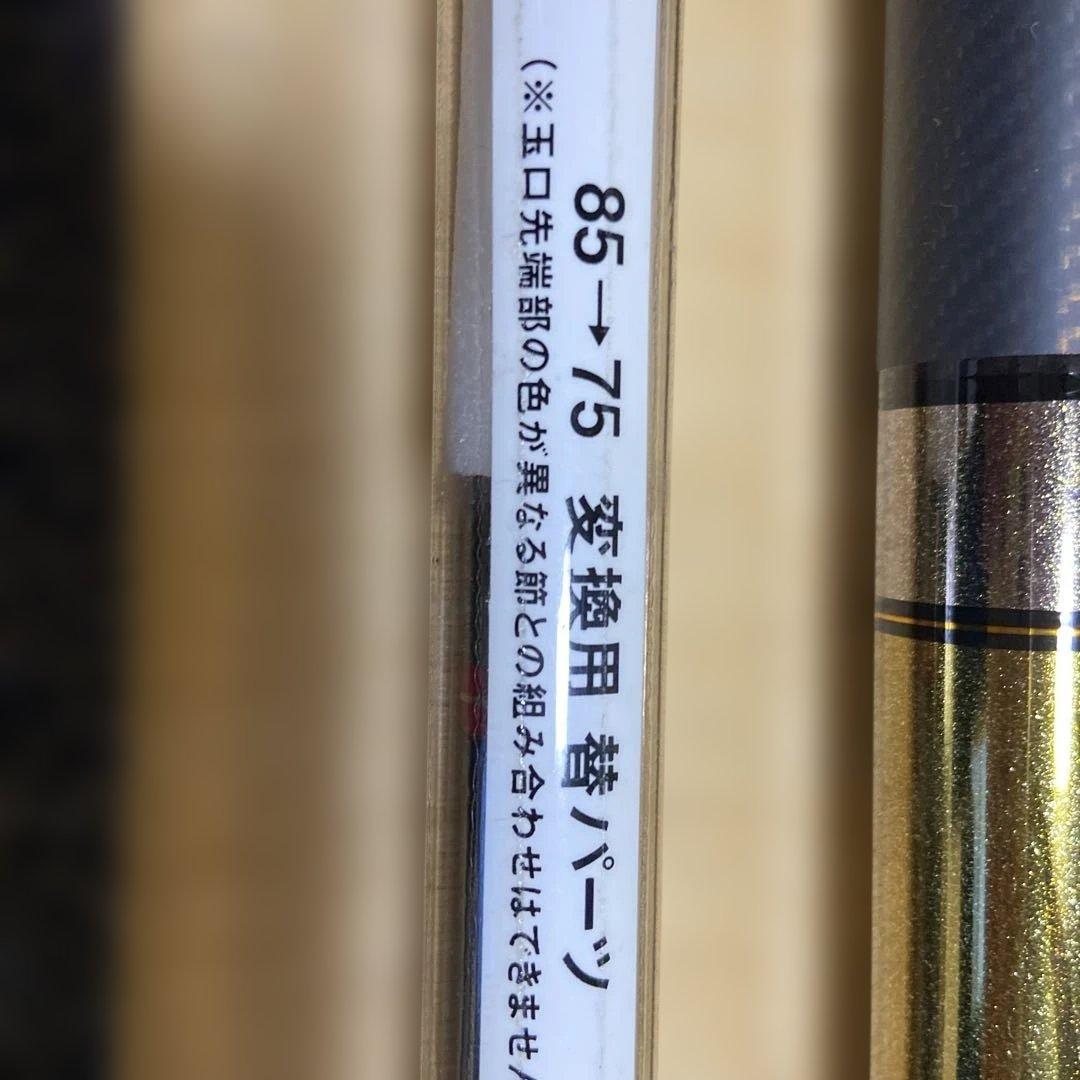 85→75 変換用 替パーツ
(※玉口先端部の色が異なる節との組み合わせはできません